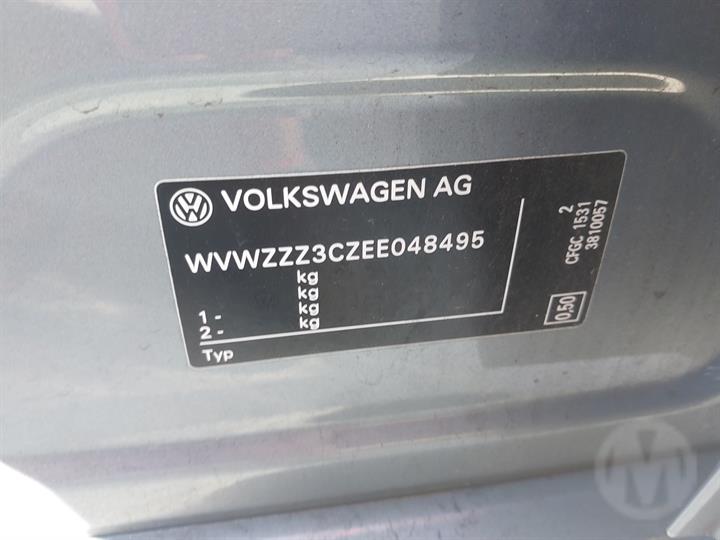 VOLKSWAGEN AG
WVWZZZ3CZEE048495
kg
kg
1 - kg
2 - kg
Typ
2
CFGC 1531
3810057
0,50
M